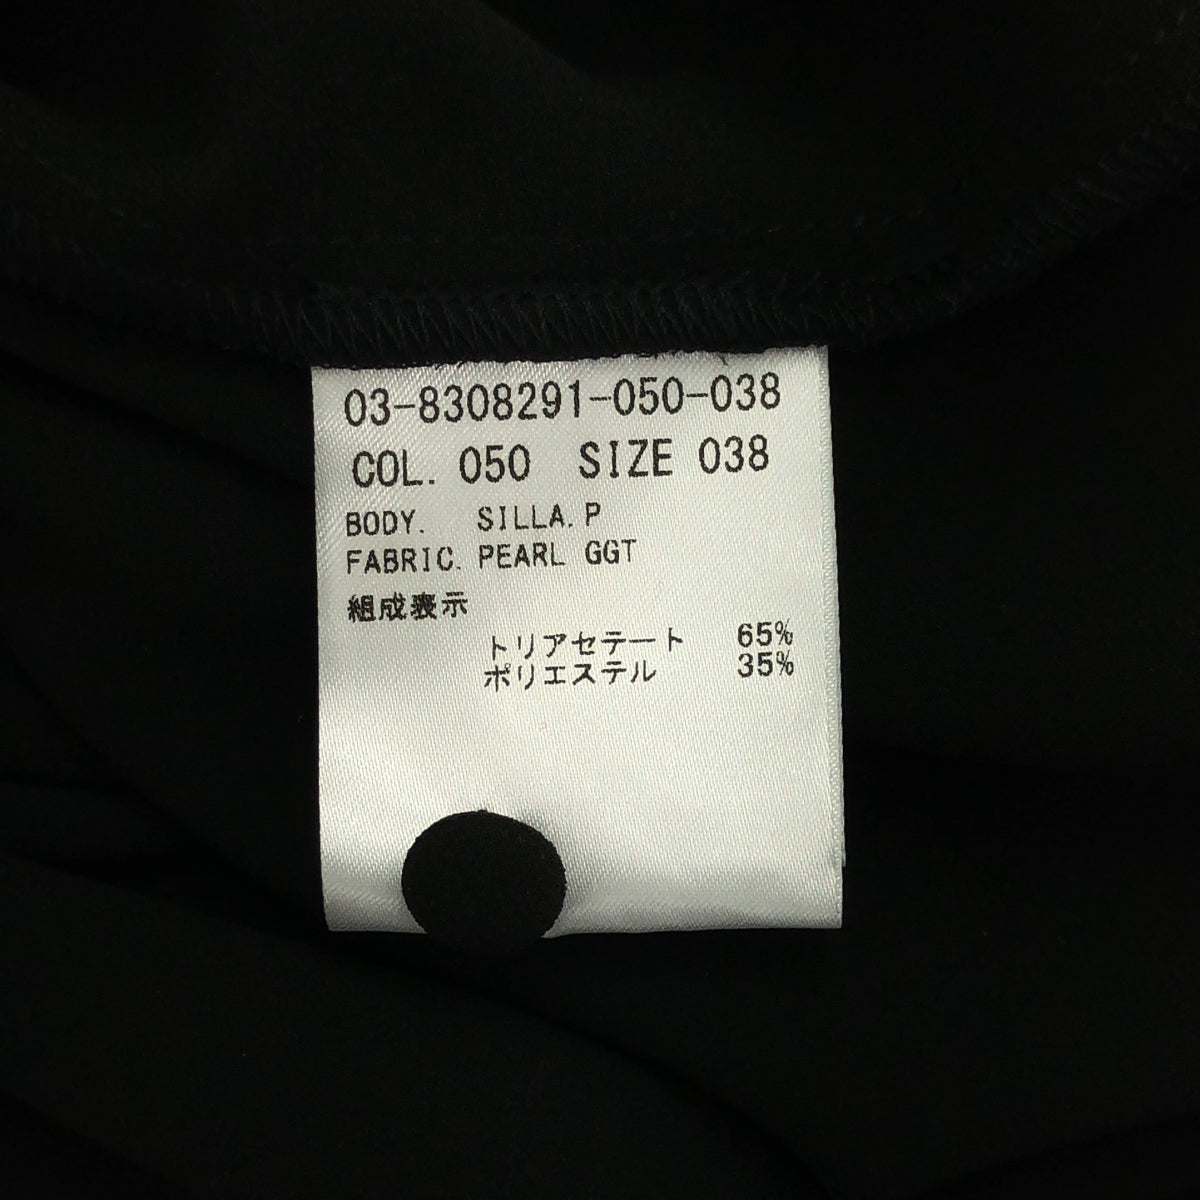 03-8308291-050-038
COL. 050 SIZE 038
BODY. SILLA.P
FABRIC. PEARL GGT
組成表示
トリアセテート 65%
ポリエステル 35%